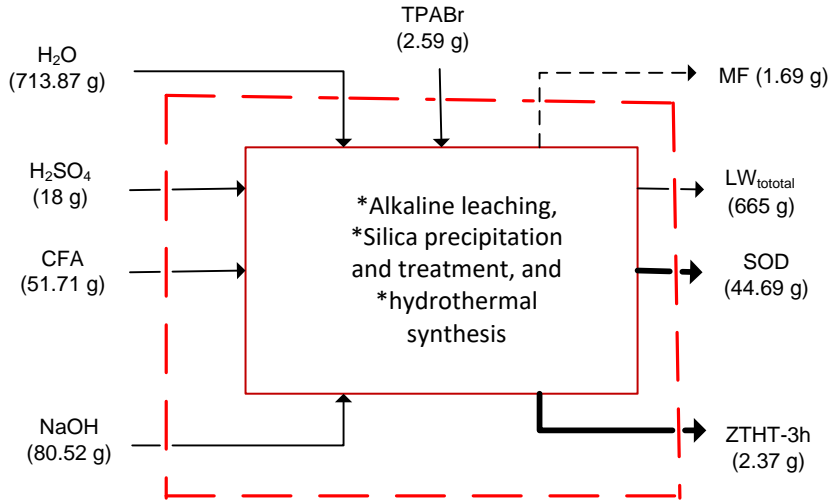 TPABr
(2.59 g)
H₂O
(713.87 g)
MF (1.69 g)
H₂SO₄
(18 g)
*Alkaline leaching,
*Silica precipitation
and treatment, and
*hydrothermal
synthesis
LWtototal
(665 g)
CFA
(51.71 g)
SOD
(44.69 g)
NaOH
(80.52 g)
ZTHT-3h
(2.37 g)